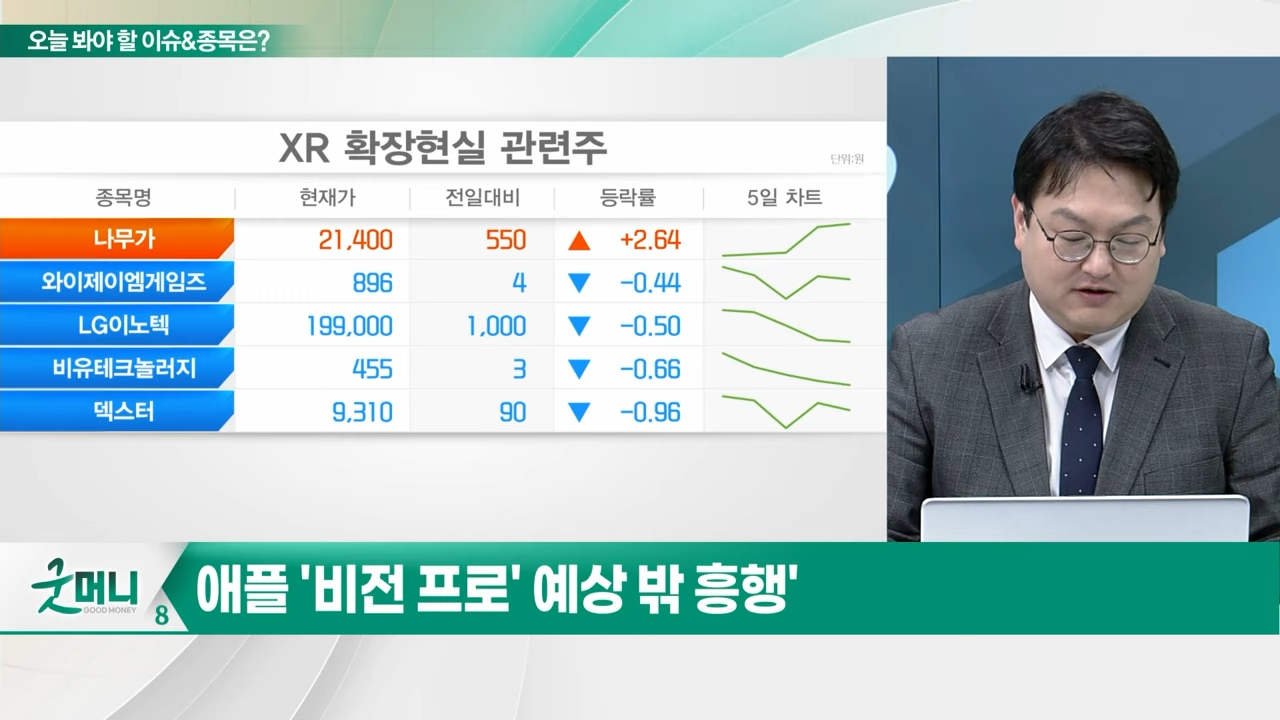 오늘 봐야 할 이슈&종목은?
XR 확장현실 관련주
단위:원
종목명 현재가 전일대비 등락률 5일 차트
나무가 21,400 550 ▲ +2.64
와이제이엠게임즈 896 4 ▼ -0.44
LG이노텍 199,000 1,000 ▼ -0.50
비유테크놀러지 455 3 ▼ -0.66
덱스터 9,310 90 ▼ -0.96
굿머니
GOOD MONEY
8
애플 '비전 프로' 예상 밖 흥행'